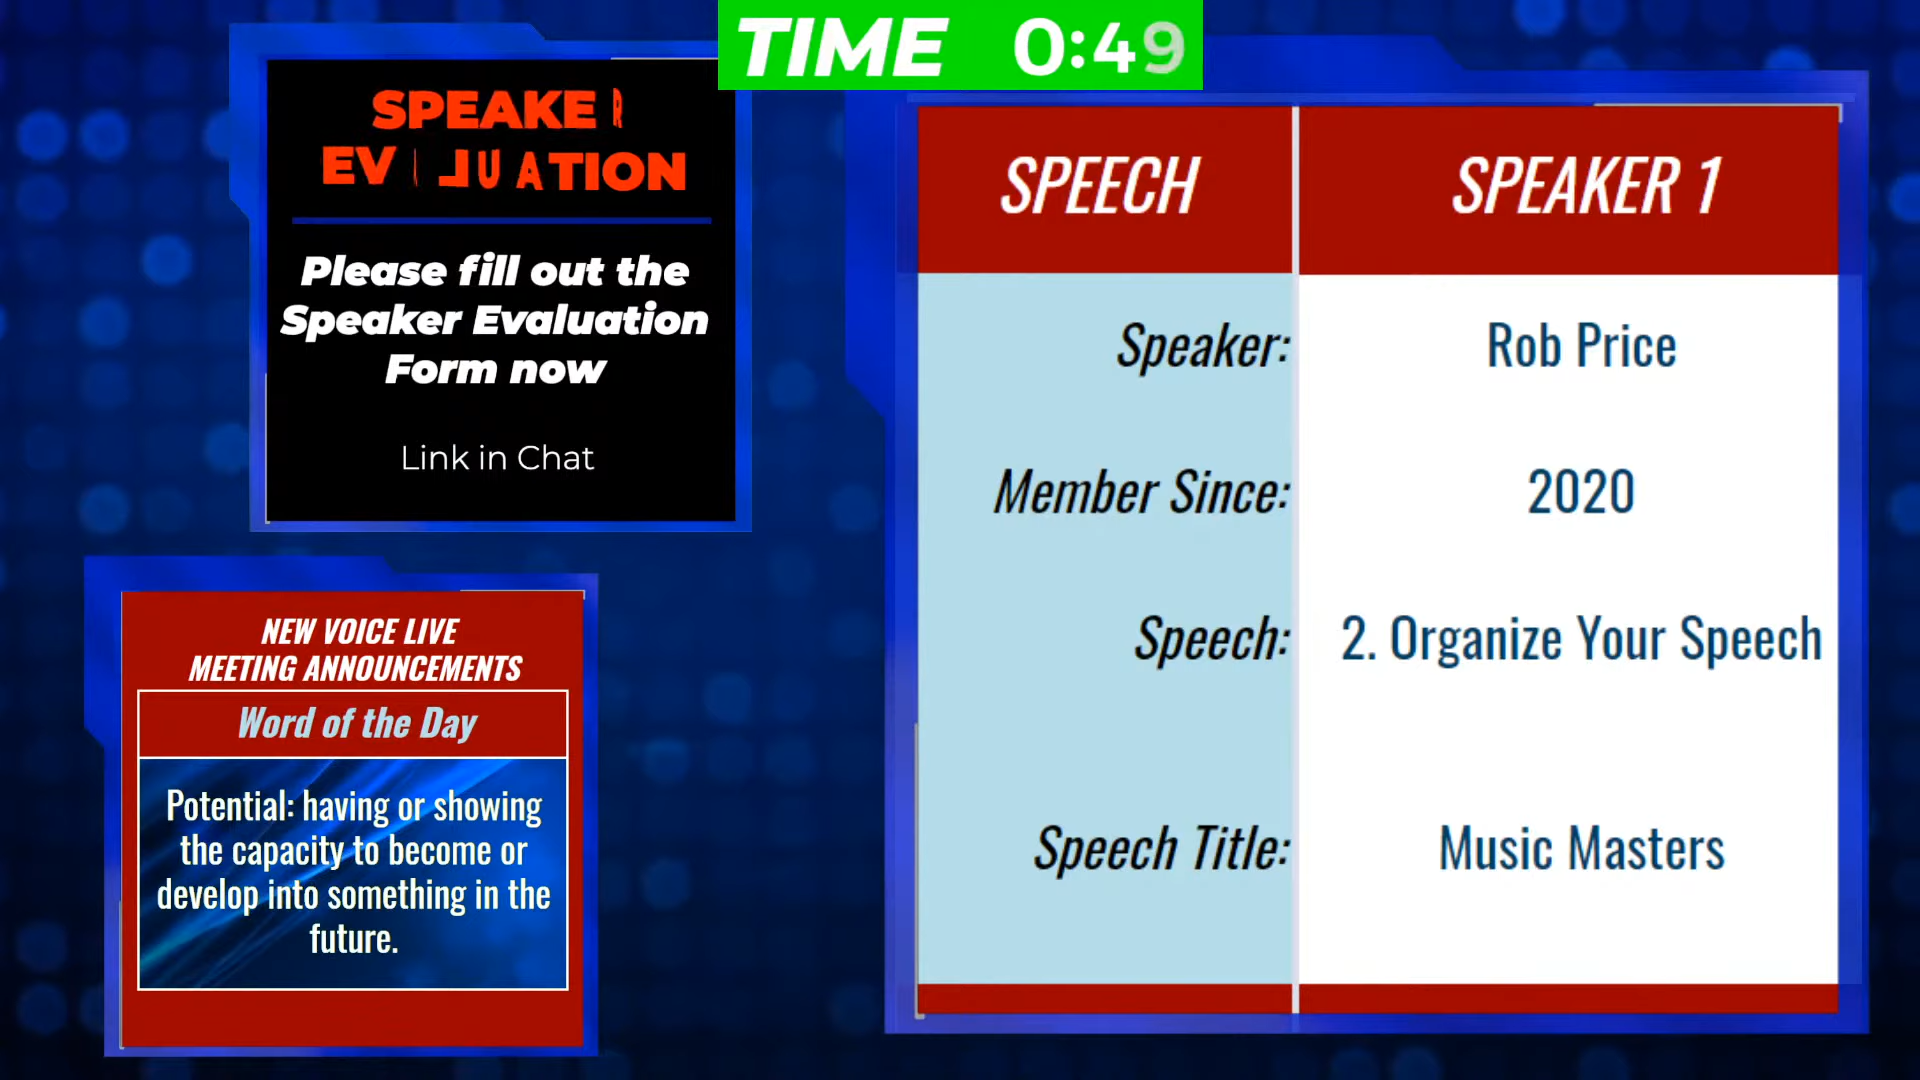 TIME 0:49
SPEAKER
EVALUATION
Please fill out the
Speaker Evaluation
Form now
Link in Chat
NEW VOICE LIVE
MEETING ANNOUNCEMENTS
Word of the Day
Potential: having or showing
the capacity to become or
develop into something in the
future.
SPEECH SPEAKER 1
Speaker: Rob Price
Member Since: 2020
Speech: 2. Organize Your Speech
Speech Title: Music Masters